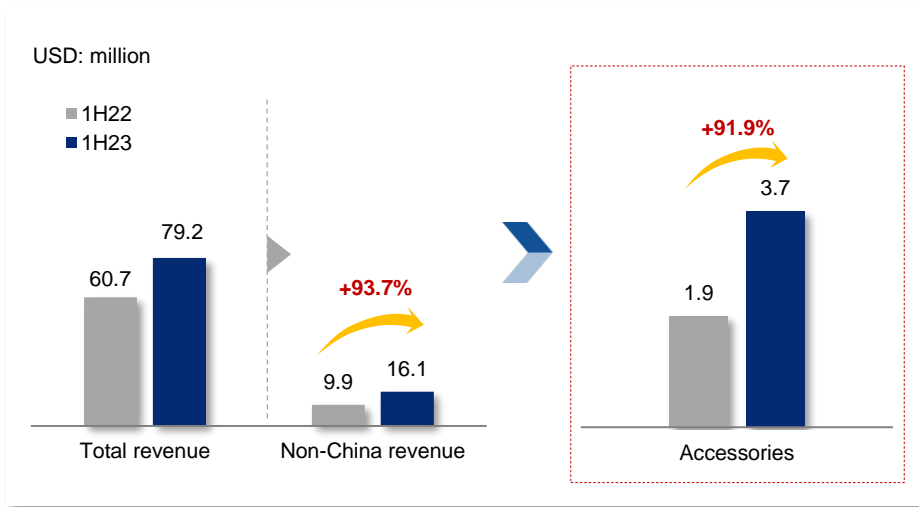 USD: million
1H22
1H23
60.7
79.2
Total revenue
+93.7%
9.9
16.1
Non-China revenue
+91.9%
1.9
3.7
Accessories